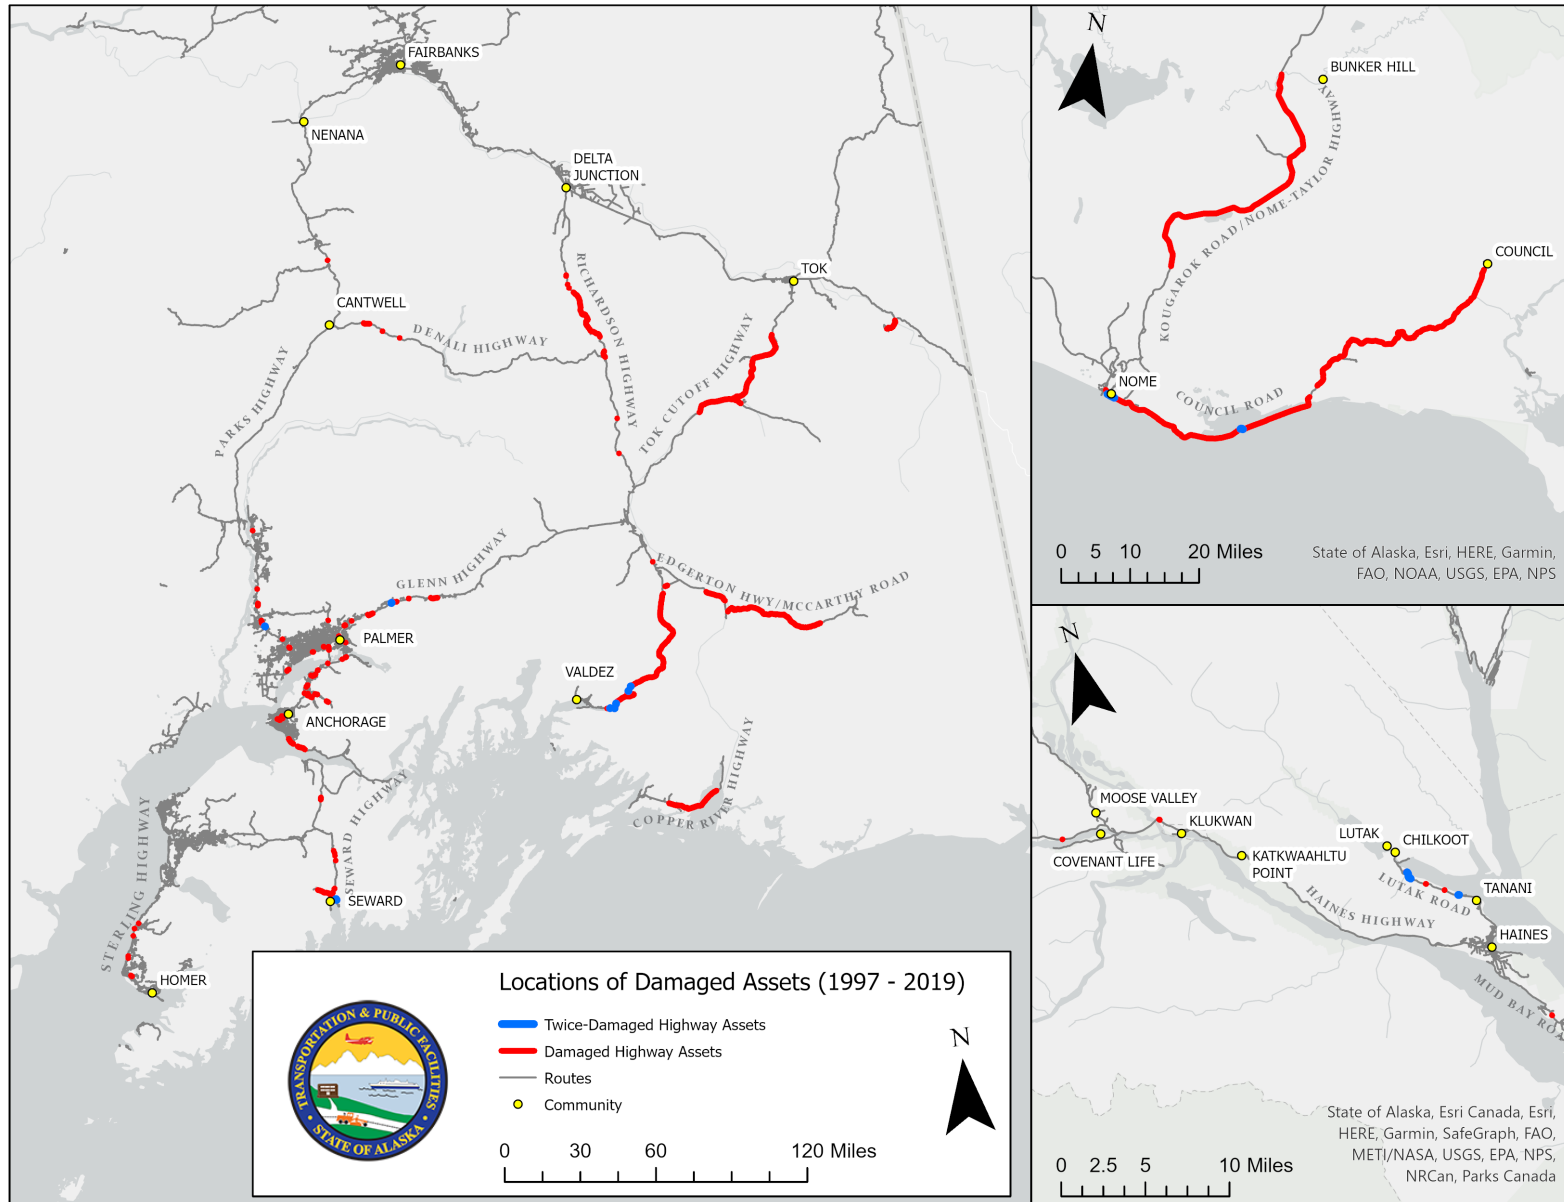 FAIRBANKS
NENANA
DELTA
JUNCTION
TOK
CANTWELL
DENALI HIGHWAY
RICHARDSON HIGHWAY
PARKS HIGHWAY
TOK CUTOFF HIGHWAY
GLENN HIGHWAY
EDGERTON HWY/MCCARTHY ROAD
PALMER
VALDEZ
ANCHORAGE
COPPER RIVER HIGHWAY
SEWARD HIGHWAY
STERLING HIGHWAY
SEWARD
HOMER
Locations of Damaged Assets (1997 - 2019)
Twice-Damaged Highway Assets
Damaged Highway Assets
Routes
Community
N
0 30 60 120 Miles
TRANSPORTATION & PUBLIC FACILITIES
STATE OF ALASKA
N
BUNKER HILL
KOUGAROK ROAD/NOME-TAYLOR HIGHWAY
COUNCIL
NOME
COUNCIL ROAD
0 5 10 20 Miles
State of Alaska, Esri, HERE, Garmin,
FAO, NOAA, USGS, EPA, NPS
N
MOOSE VALLEY
KLUKWAN
COVENANT LIFE
KATKWAAHLTU
POINT
LUTAK
CHILKOOT
LUTAK ROAD
TANANI
HAINES HIGHWAY
HAINES
MUD BAY ROA
State of Alaska, Esri Canada, Esri,
HERE, Garmin, SafeGraph, FAO,
METI/NASA, USGS, EPA, NPS,
NRCan, Parks Canada
0 2.5 5 10 Miles